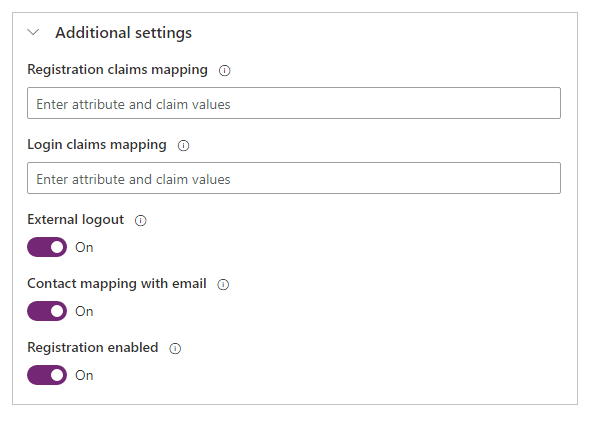 Additional settings
Registration claims mapping
Enter attribute and claim values
Login claims mapping
Enter attribute and claim values
External logout
On
Contact mapping with email
On
Registration enabled
On